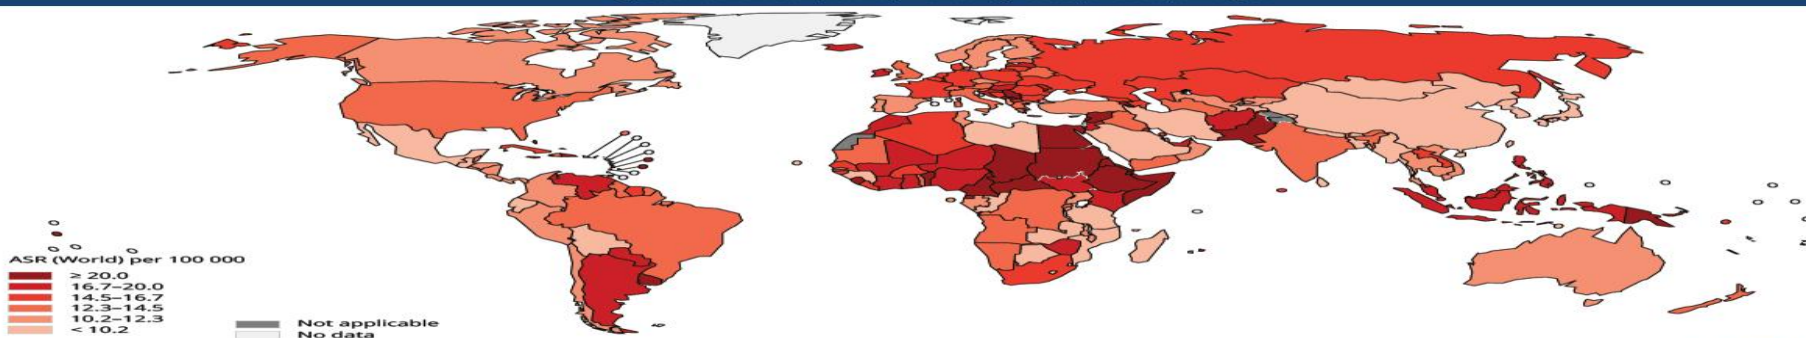 ASR (World) per 100 000
≥ 20.0
16.7–20.0
14.5–16.7
12.3–14.5
10.2–12.3
< 10.2
Not applicable
No data